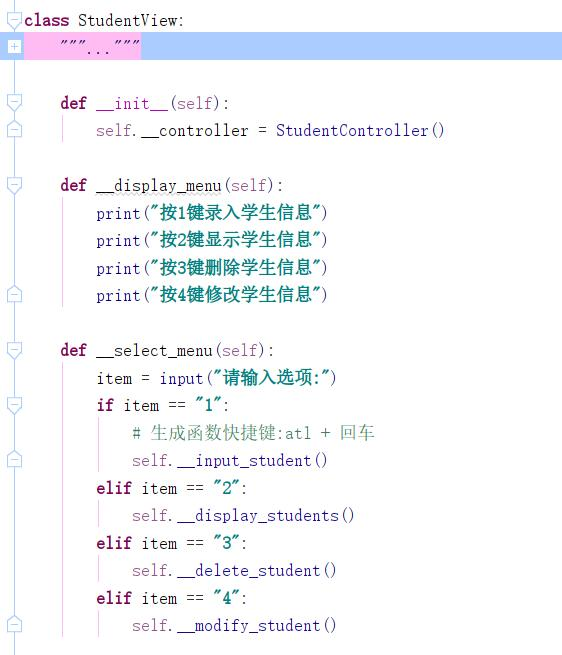 class StudentView:
    """..."""
    def __init__(self):
        self.__controller = StudentController()
    def __display_menu(self):
        print("按1键录入学生信息")
        print("按2键显示学生信息")
        print("按3键删除学生信息")
        print("按4键修改学生信息")
    def __select_menu(self):
        item = input("请输入选项:")
        if item == "1":
            # 生成函数快捷键:atl + 回车
            self.__input_student()
        elif item == "2":
            self.__display_students()
        elif item == "3":
            self.__delete_student()
        elif item == "4":
            self.__modify_student()